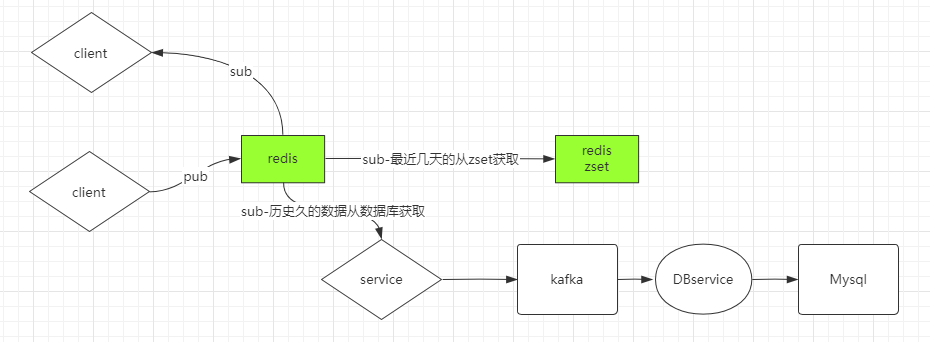 client
sub
redis
sub-最近几天的从zset获取
redis
zset
pub
client
sub-历史久的数据从数据库获取
service
kafka
DBservice
Mysql